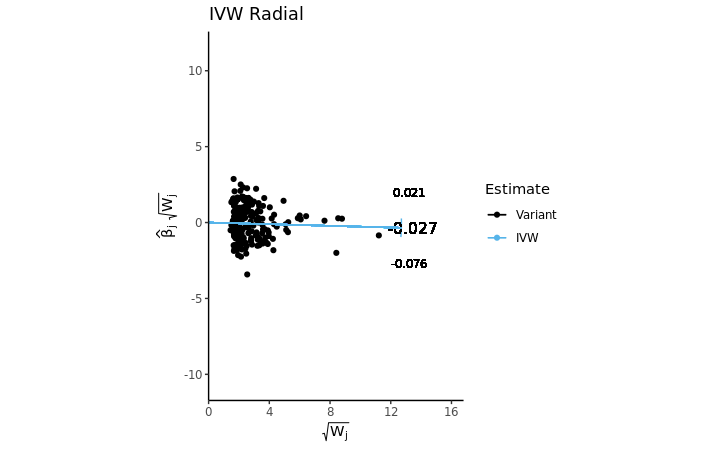 IVW Radial
10
5
0
-5
-10
β̂j √Wj
0.021
-0.027
-0.076
Estimate
Variant
IVW
0 4 8 12 16
√Wj